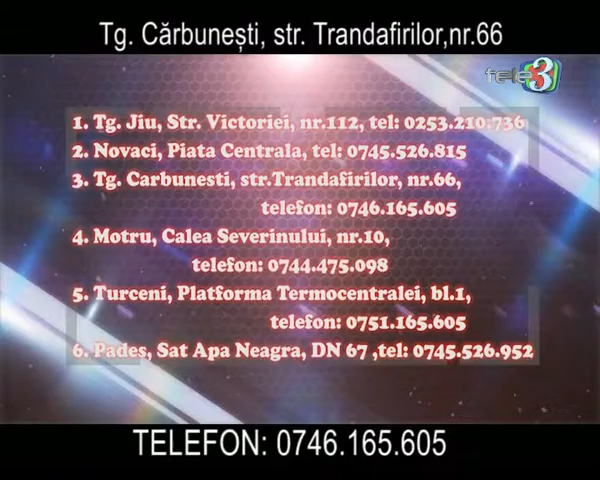 Tg. Cărbunești, str. Trandafirilor,nr.66
tele3
1. Tg. Jiu, Str. Victoriei, nr.112, tel: 0253.210.736
2. Novaci, Piata Centrala, tel: 0745.526.815
3. Tg. Carbunesti, str.Trandafirilor, nr.66,
telefon: 0746.165.605
4. Motru, Calea Severinului, nr.10,
telefon: 0744.475.098
5. Turceni, Platforma Termocentralei, bl.1,
telefon: 0751.165.605
6. Pades, Sat Apa Neagra, DN 67 ,tel: 0745.526.952
TELEFON: 0746.165.605